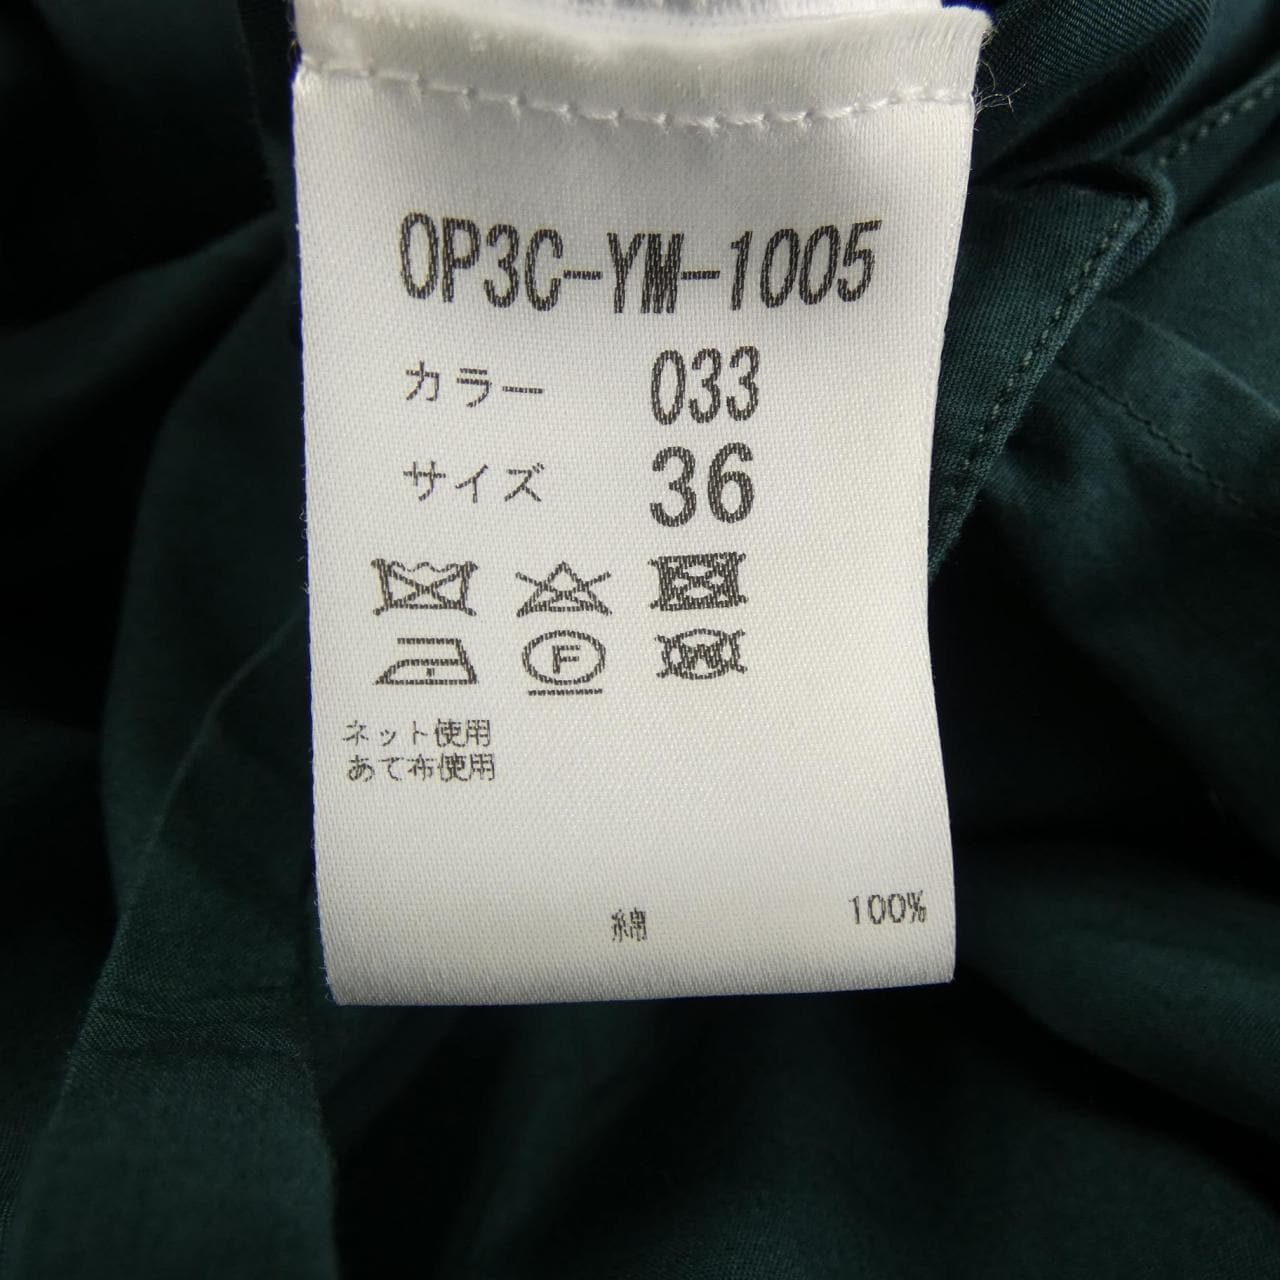 OP3C-YM-1005
カラー 033
サイズ 36
F W
ネット使用
あて布使用
綿 100%